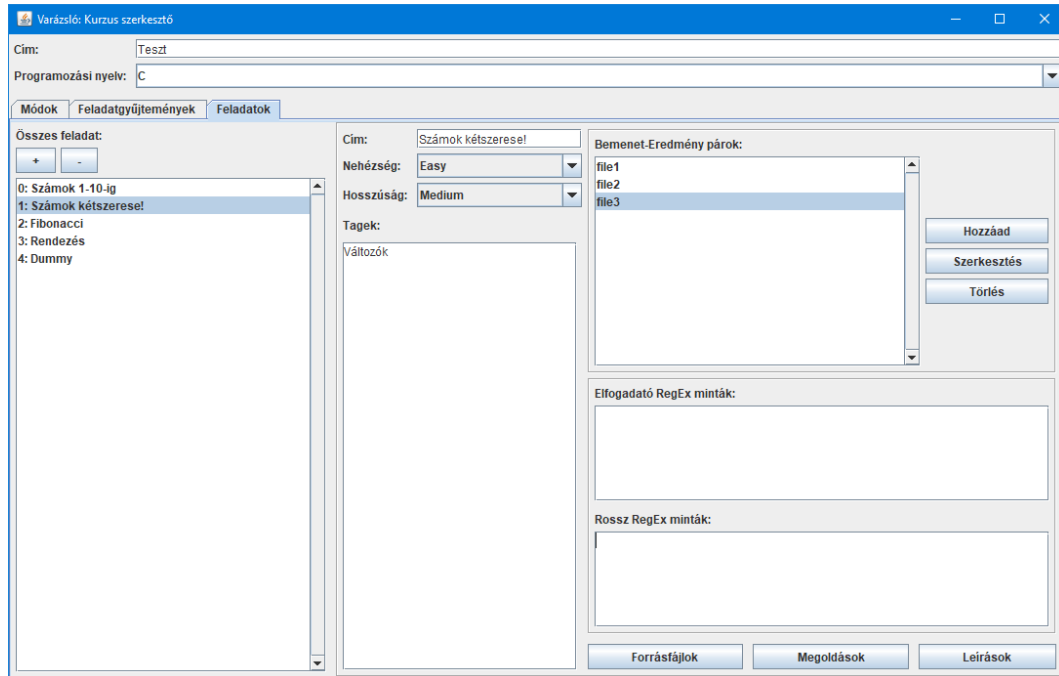 Varázsló: Kurzus szerkesztő
Cím: Teszt
Programozási nyelv: C
Módok Feladatgyűjtemények Feladatok
Összes feladat:
+ -
0: Számok 1-10-ig
1: Számok kétszerese!
2: Fibonacci
3: Rendezés
4: Dummy
Cím: Számok kétszerese!
Nehézség: Easy
Hosszúság: Medium
Tagek:
Változók
Bemenet-Eredmény párok:
file1
file2
file3
Hozzáad
Szerkesztés
Törlés
Elfogadató RegEx minták:
Rossz RegEx minták:
Forrásfájlok Megoldások Leírások